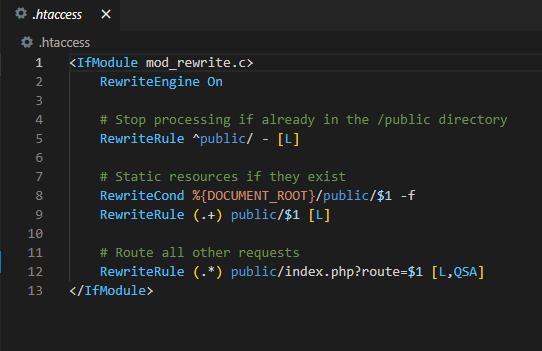 .htaccess ×
.htaccess
1 <IfModule mod_rewrite.c>
2     RewriteEngine On
3
4     # Stop processing if already in the /public directory
5     RewriteRule ^public/ - [L]
6
7     # Static resources if they exist
8     RewriteCond %{DOCUMENT_ROOT}/public/$1 -f
9     RewriteRule (.+) public/$1 [L]
10
11     # Route all other requests
12     RewriteRule (.*) public/index.php?route=$1 [L,QSA]
13 </IfModule>